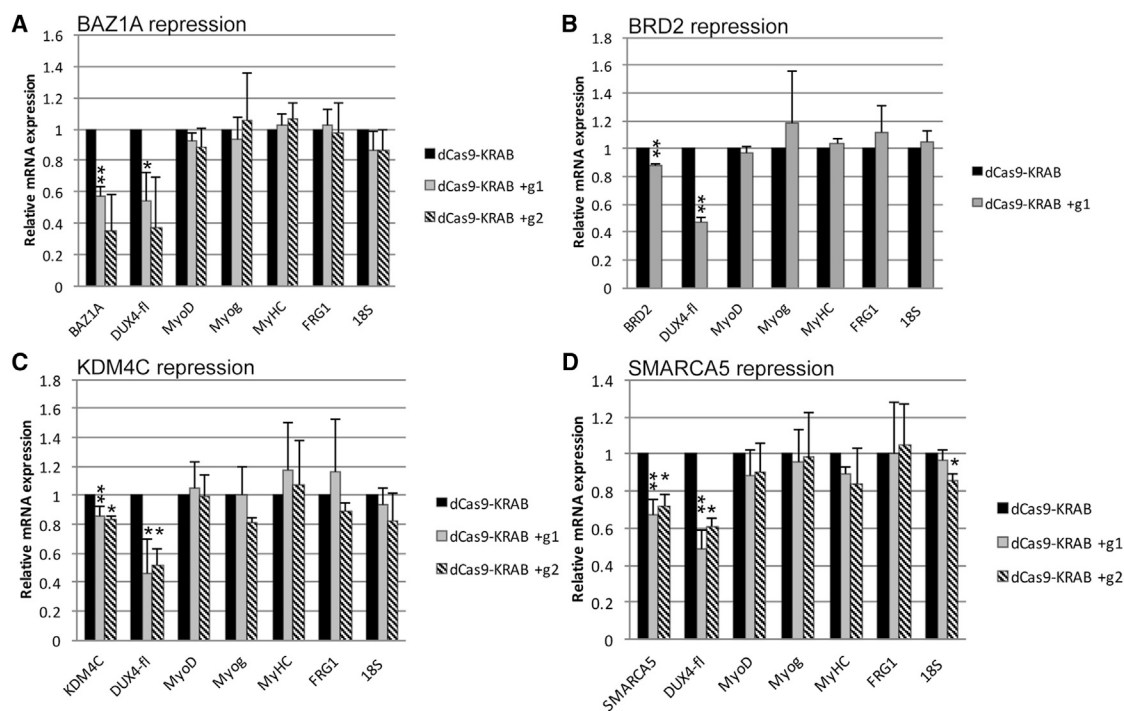 A
BAZ1A repression
Relative mRNA expression
1.6
1.4
1.2
1
0.8
0.6
0.4
0.2
0
**
*
BAZ1A
DUX4-fl
MyoD
Myog
MyHC
FRG1
18S
dCas9-KRAB
dCas9-KRAB +g1
dCas9-KRAB +g2
B
BRD2 repression
Relative mRNA expression
1.8
1.6
1.4
1.2
1
0.8
0.6
0.4
0.2
0
**
***
BRD2
DUX4-fl
MyoD
Myog
MyHC
FRG1
18S
dCas9-KRAB
dCas9-KRAB +g1
C
KDM4C repression
Relative mRNA expression
1.8
1.6
1.4
1.2
1
0.8
0.6
0.4
0.2
0
**
*
*
*
KDM4C
DUX4-fl
MyoD
Myog
MyHC
FRG1
18S
dCas9-KRAB
dCas9-KRAB +g1
dCas9-KRAB +g2
D
SMARCA5 repression
Relative mRNA expression
1.4
1.2
1
0.8
0.6
0.4
0.2
0
**
*
**
**
*
SMARCA5
DUX4-fl
MyoD
Myog
MyHC
FRG1
18S
dCas9-KRAB
dCas9-KRAB +g1
dCas9-KRAB +g2